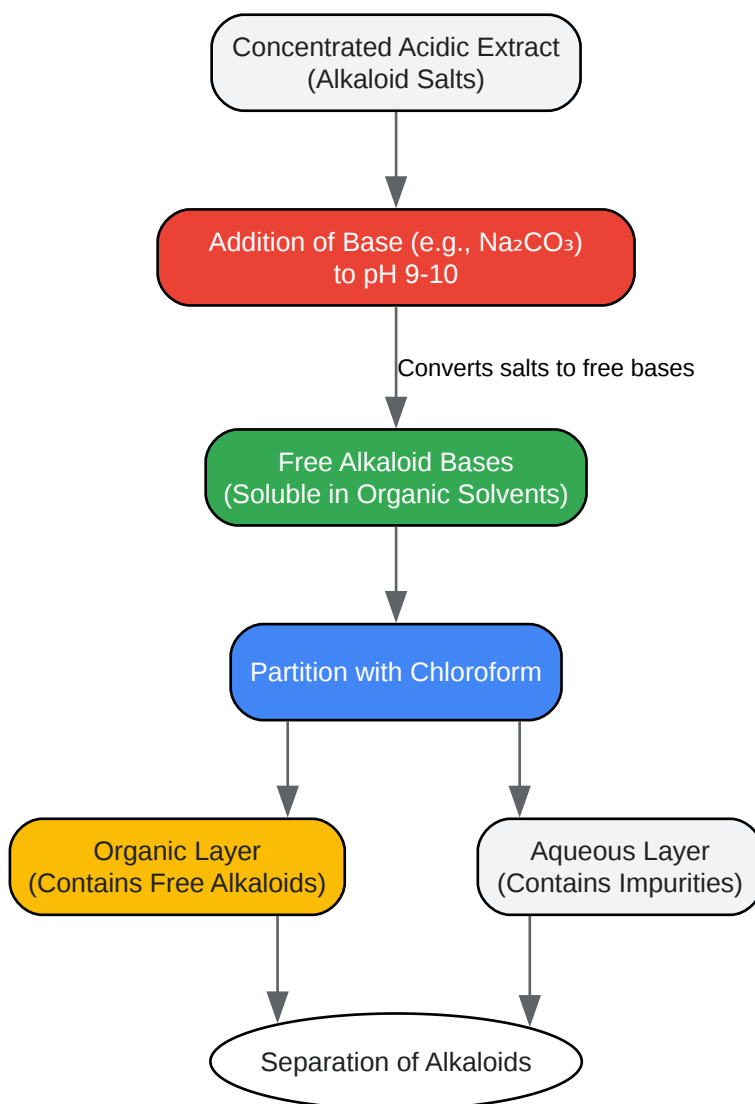 Concentrated Acidic Extract
(Alkaloid Salts)
Addition of Base (e.g., Na₂CO₃)
to pH 9-10
Converts salts to free bases
Free Alkaloid Bases
(Soluble in Organic Solvents)
Partition with Chloroform
Organic Layer
(Contains Free Alkaloids)
Aqueous Layer
(Contains Impurities)
Separation of Alkaloids